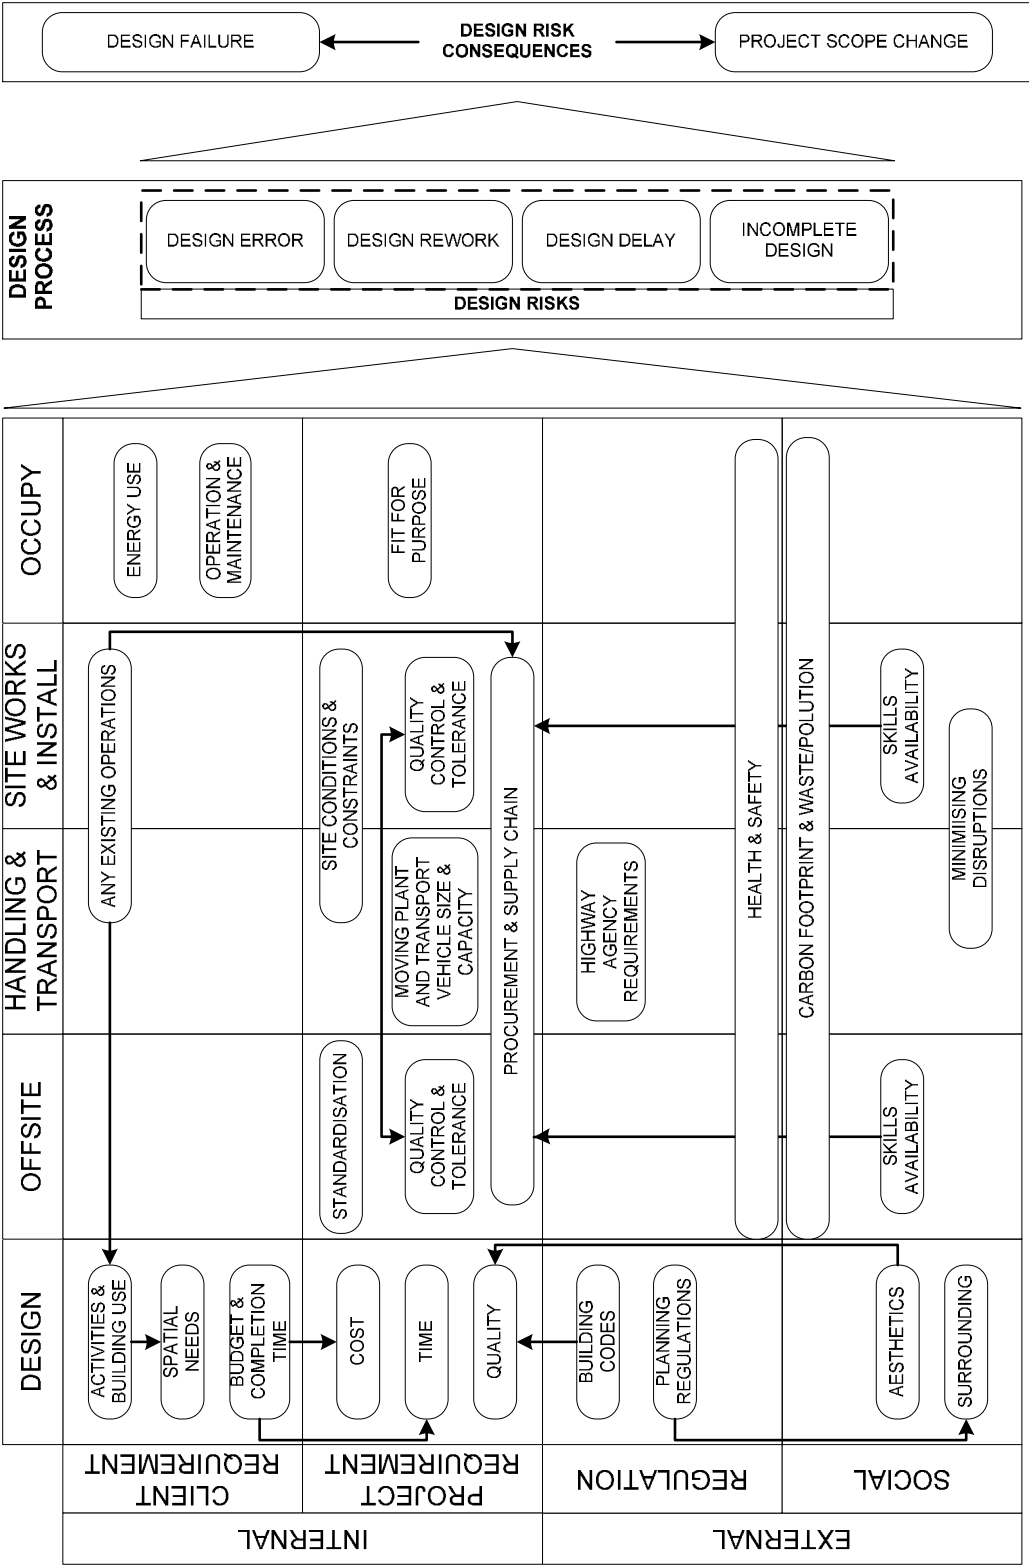 DESIGN FAILURE
DESIGN RISK
CONSEQUENCES
PROJECT SCOPE CHANGE
DESIGN
PROCESS
DESIGN ERROR
DESIGN REWORK
DESIGN DELAY
INCOMPLETE
DESIGN
DESIGN RISKS
OCCUPY
ENERGY USE
OPERATION &
MAINTENANCE
FIT FOR
PURPOSE
SITE WORKS
& INSTALL
ANY EXISTING OPERATIONS
SITE CONDITIONS &
CONSTRAINTS
QUALITY
CONTROL &
TOLERANCE
PROCUREMENT & SUPPLY CHAIN
HEALTH & SAFETY
CARBON FOOTPRINT & WASTE/POLUTION
SKILLS
AVAILABILITY
MINIMIISING
DISRUPTIONS
HANDLING &
TRANSPORT
MOVING PLANT
AND TRANSPORT
VEHICLE SIZE &
CAPACITY
HIGHWAY
AGENCY
REQUIREMENTS
OFFSITE
STANDARDISATION
QUALITY
CONTROL &
TOLERANCE
SKILLS
AVAILABILITY
DESIGN
ACTIVITIES &
BUILDING USE
SPATIAL
NEEDS
BUDGET &
COMPLETION
TIME
COST
TIME
QUALITY
BUILDING
CODES
PLANNING
REGULATIONS
AESTHETICS
SURROUNDING
CLIENT
REQUIREMENT
PROJECT
REQUIREMENT
REGULATION
SOCIAL
INTERNAL
EXTERNAL